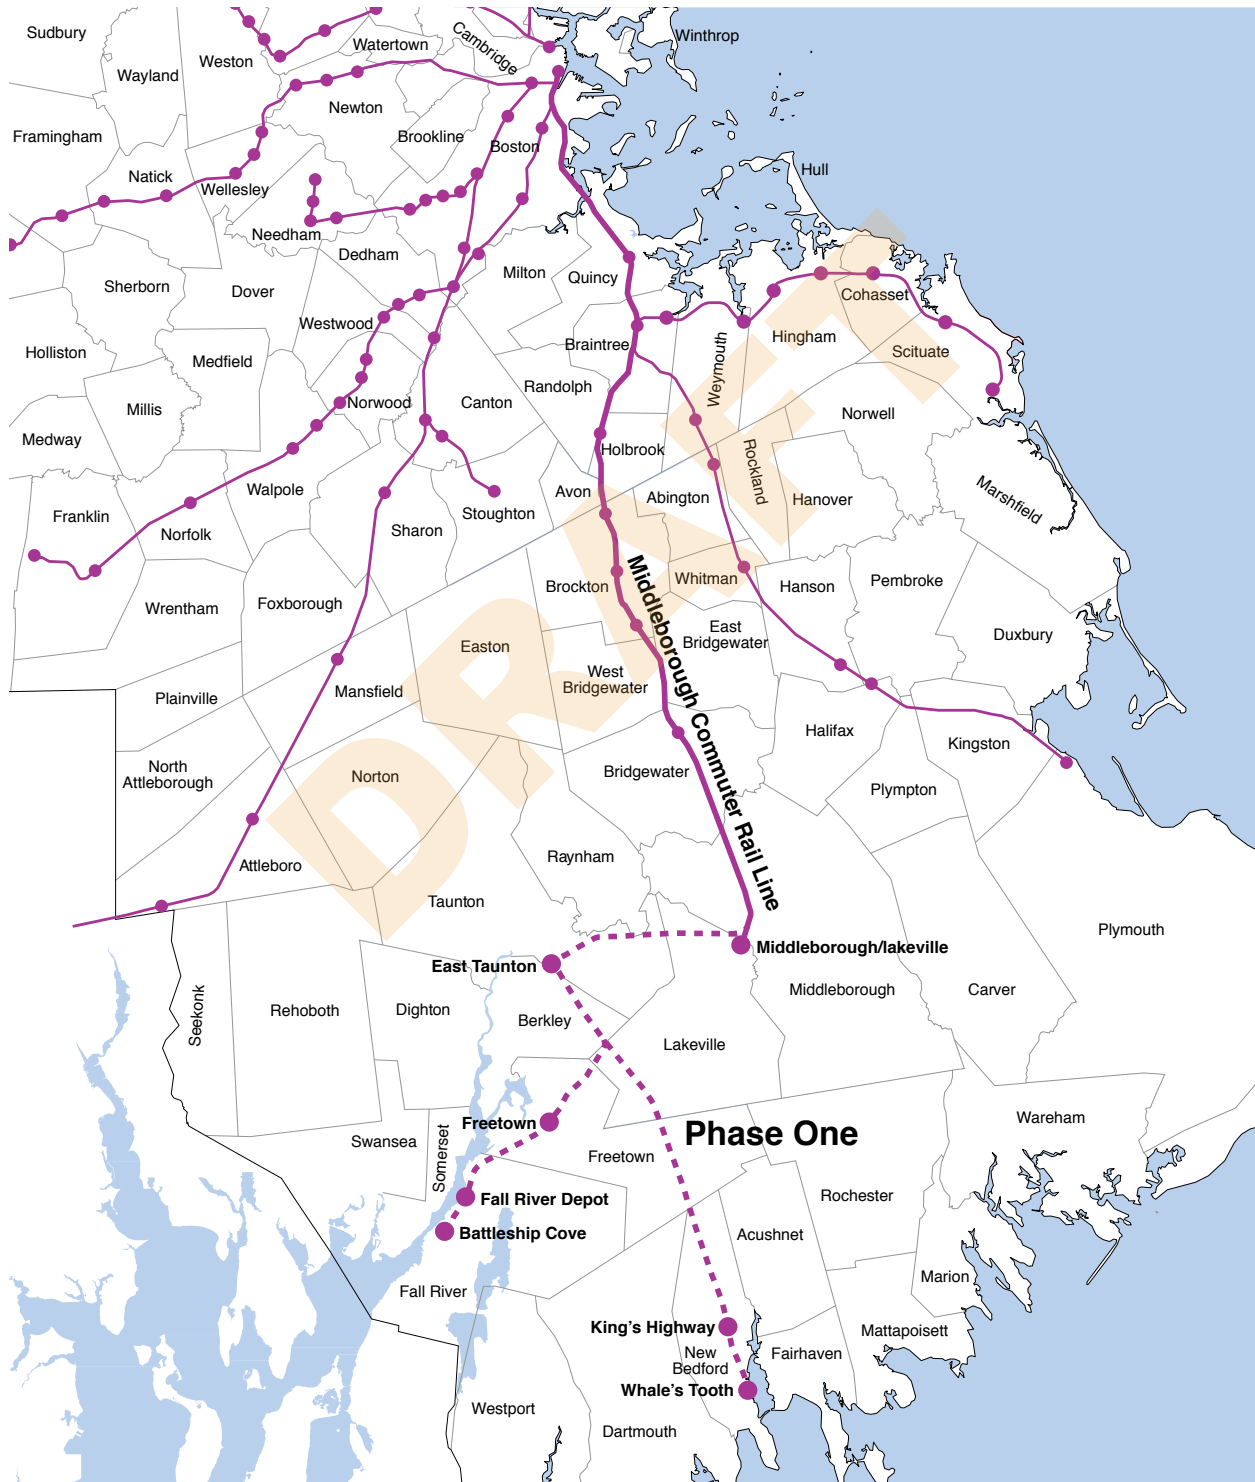 Sudbury
Wayland
Weston
Watertown
Cambridge
Winthrop
Framingham
Newton
Brookline
Boston
Natick
Wellesley
Hull
Needham
Dedham
Milton
Quincy
Sherborn
Dover
Cohasset
Westwood
Hingham
Holliston
Medfield
Braintree
Weymouth
Scituate
Randolph
Millis
Norwood
Canton
Norwell
Medway
Holbrook
Rockland
Walpole
Avon
Abington
Hanover
Marshfield
Franklin
Norfolk
Sharon
Stoughton
DRAFT
Wrentham
Foxborough
Brockton
Whitman
Hanson
Pembroke
Easton
East
Bridgewater
Duxbury
Middleborough Commuter Rail Line
Plainville
Mansfield
West
Bridgewater
Halifax
Kingston
North
Attleborough
Norton
Bridgewater
Plympton
Attleboro
Raynham
Taunton
Plymouth
Middleborough/lakeville
East Taunton
Seekonk
Rehoboth
Dighton
Berkley
Middleborough
Carver
Lakeville
Freetown
Phase One
Wareham
Swansea
Somerset
Freetown
Rochester
Fall River Depot
Battleship Cove
Acushnet
Marion
Fall River
King's Highway
Mattapoisett
New
Bedford
Fairhaven
Whale's Tooth
Westport
Dartmouth